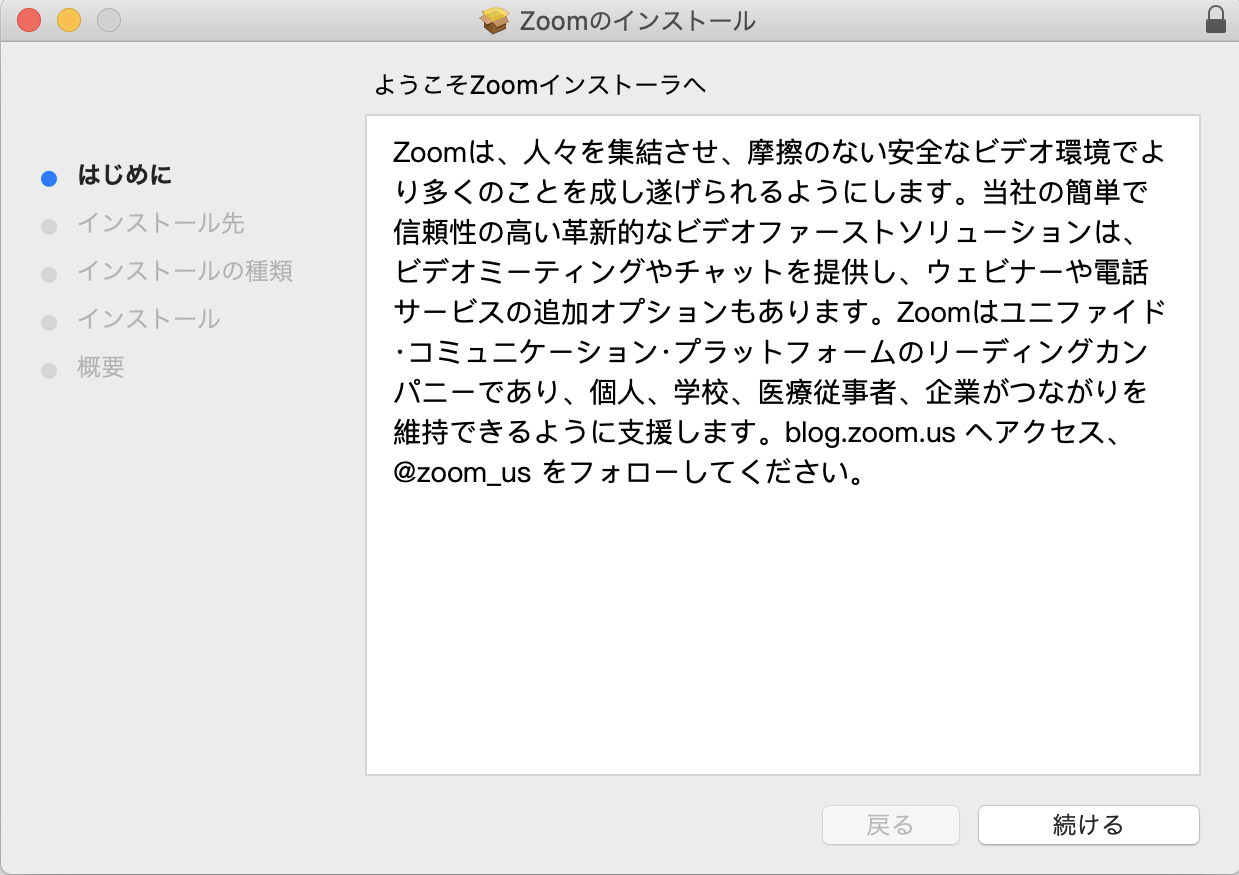 Zoomのインストール
ようこそZoomインストーラへ
はじめに
インストール先
インストールの種類
インストール
概要
Zoomは、人々を集結させ、摩擦のない安全なビデオ環境でよ
り多くのことを成し遂げられるようにします。当社の簡単で
信頼性の高い革新的なビデオファーストソリューションは、
ビデオミーティングやチャットを提供し、ウェビナーや電話
サービスの追加オプションもあります。Zoomはユニファイド
·コミュニケーション·プラットフォームのリーディングカン
パニーであり、個人、学校、医療従事者、企業がつながりを
維持できるように支援します。blog.zoom.us へアクセス、
@zoom_us をフォローしてください。
戻る
続ける